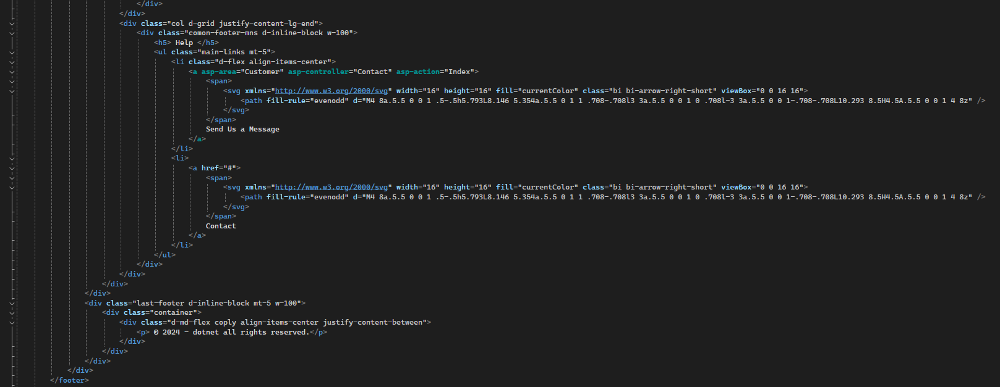 </div>
</div>
<div class="col d-grid justify-content-lg-end">
<div class="comon-footer-mns d-inline-block w-100">
<h5> Help </h5>
<ul class="main-links mt-5">
<li class="d-flex align-items-center">
<a asp-area="Customer" asp-controller="Contact" asp-action="Index">
<span>
<svg xmlns="http://www.w3.org/2000/svg" width="16" height="16" fill="currentColor" class="bi bi-arrow-right-short" viewBox="0 0 16 16">
<path fill-rule="evenodd" d="M4 8a.5.5 0 0 1 .5-.5h5.793L8.146 5.354a.5.5 0 1 1 .708-.708l3 3a.5.5 0 0 1 0 .708l-3 3a.5.5 0 0 1-.708-.708L10.293 8.5H4.5A.5.5 0 0 1 4 8z" />
</svg>
</span>
Send Us a Message
</a>
</li>
<li>
<a href="#">
<span>
<svg xmlns="http://www.w3.org/2000/svg" width="16" height="16" fill="currentColor" class="bi bi-arrow-right-short" viewBox="0 0 16 16">
<path fill-rule="evenodd" d="M4 8a.5.5 0 0 1 .5-.5h5.793L8.146 5.354a.5.5 0 1 1 .708-.708l3 3a.5.5 0 0 1 0 .708l-3 3a.5.5 0 0 1-.708-.708L10.293 8.5H4.5A.5.5 0 0 1 4 8z" />
</svg>
</span>
Contact
</a>
</li>
</ul>
</div>
</div>
</div>
</div>
<div class="last-footer d-inline-block mt-5 w-100">
<div class="container">
<div class="d-md-flex coply align-items-center justify-content-between">
<p> © 2024 - dotnet all rights reserved.</p>
</div>
</div>
</div>
</div>
</footer>